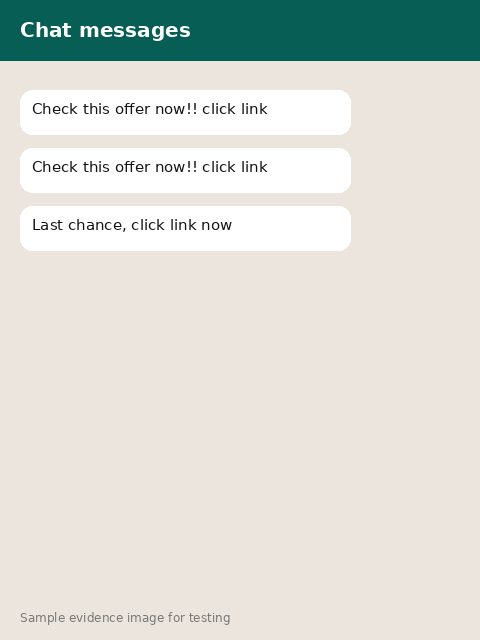 Chat messages
Check this offer now!! click link
Check this offer now!! click link
Last chance, click link now
Sample evidence image for testing